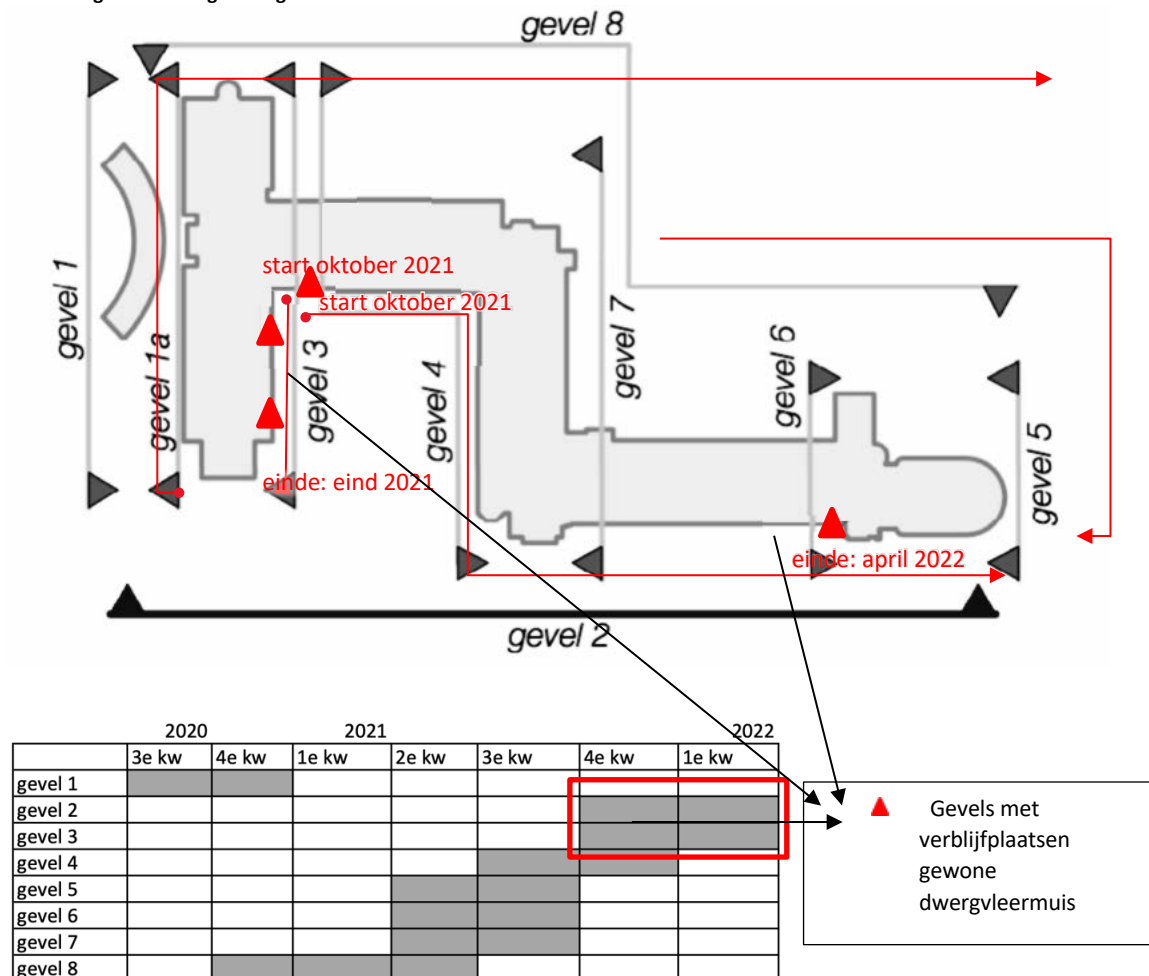 gevel 8
gevel 1
gevel 1a
start oktober 2021
start oktober 2021
gevel 3
gevel 4
gevel 7
gevel 6
gevel 5
einde: eind 2021
einde: april 2022
gevel 2
2020 2021 2022
3e kw 4e kw 1e kw 2e kw 3e kw 4e kw 1e kw
gevel 1
gevel 2
gevel 3
gevel 4
gevel 5
gevel 6
gevel 7
gevel 8
Gevels met
verblijfplaatsen
gewone
dwergvleermuis